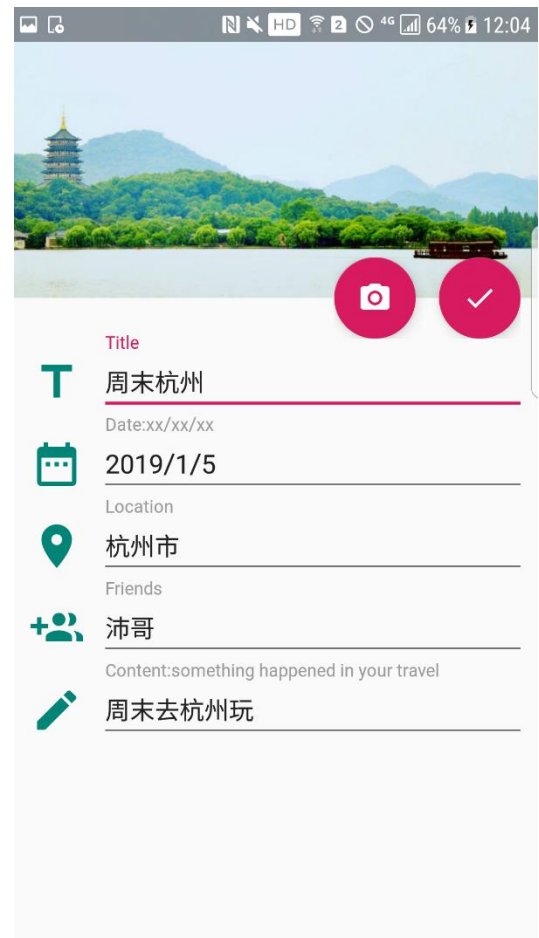 HD 2 4G 64% 12:04
Title
周末杭州
Date:xx/xx/xx
2019/1/5
Location
杭州市
Friends
沛哥
Content:something happened in your travel
周末去杭州玩